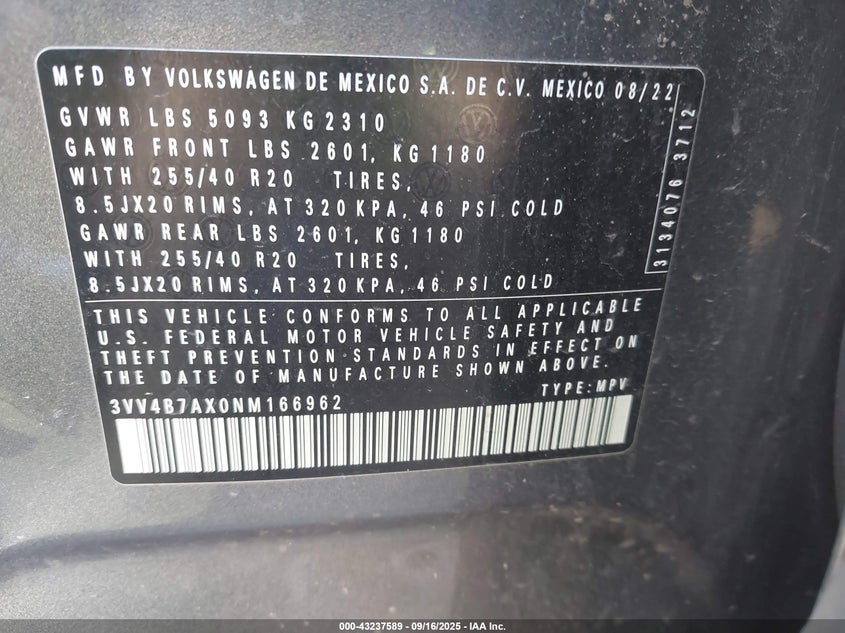 MFD BY VOLKSWAGEN DE MEXICO S.A. DE C.V. MEXICO 08/22
GVWR LBS 5093 KG 2310
GAWR FRONT LBS 2601, KG 1180
WITH 255/40 R20 TIRES,
8.5JX20 RIMS, AT 320 KPA, 46 PSI COLD
GAWR REAR LBS 2601, KG 1180
WITH 255/40 R20 TIRES,
8.5JX20 RIMS, AT 320 KPA, 46 PSI COLD
3134076 3712
THIS VEHICLE CONFORMS TO ALL APPLICABLE
U.S. FEDERAL MOTOR VEHICLE SAFETY AND
THEFT PREVENTION STANDARDS IN EFFECT ON
THE DATE OF MANUFACTURE SHOWN ABOVE.
3VV4B7AX0NM166962 TYPE: MPV
000-43237589 - 09/16/2025 - IAA Inc.